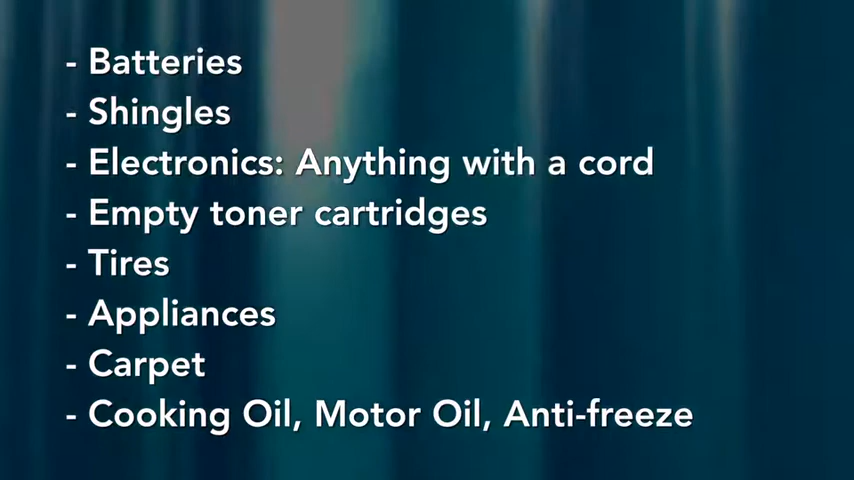 - Batteries
- Shingles
- Electronics: Anything with a cord
- Empty toner cartridges
- Tires
- Appliances
- Carpet
- Cooking Oil, Motor Oil, Anti-freeze